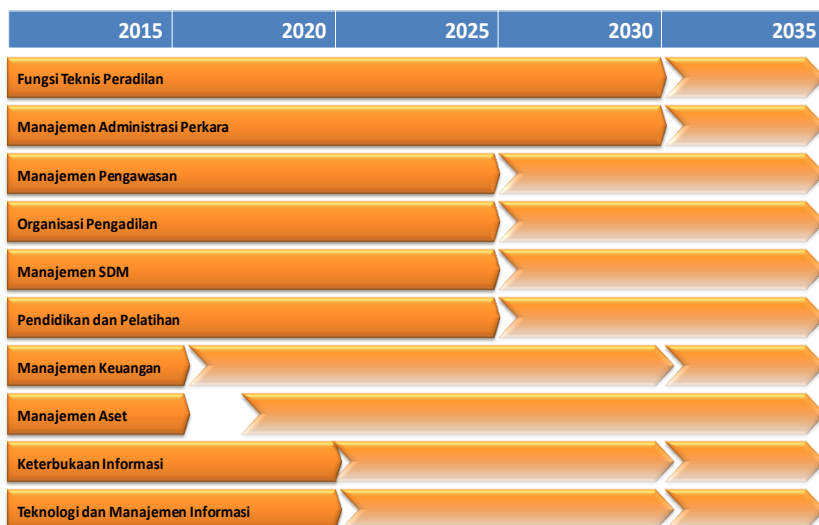 2015 2020 2025 2030 2035
Fungsi Teknis Peradilan
Manajemen Administrasi Perkara
Manajemen Pengawasan
Organisasi Pengadilan
Manajemen SDM
Pendidikan dan Pelatihan
Manajemen Keuangan
Manajemen Aset
Keterbukaan Informasi
Teknologi dan Manajemen Informasi